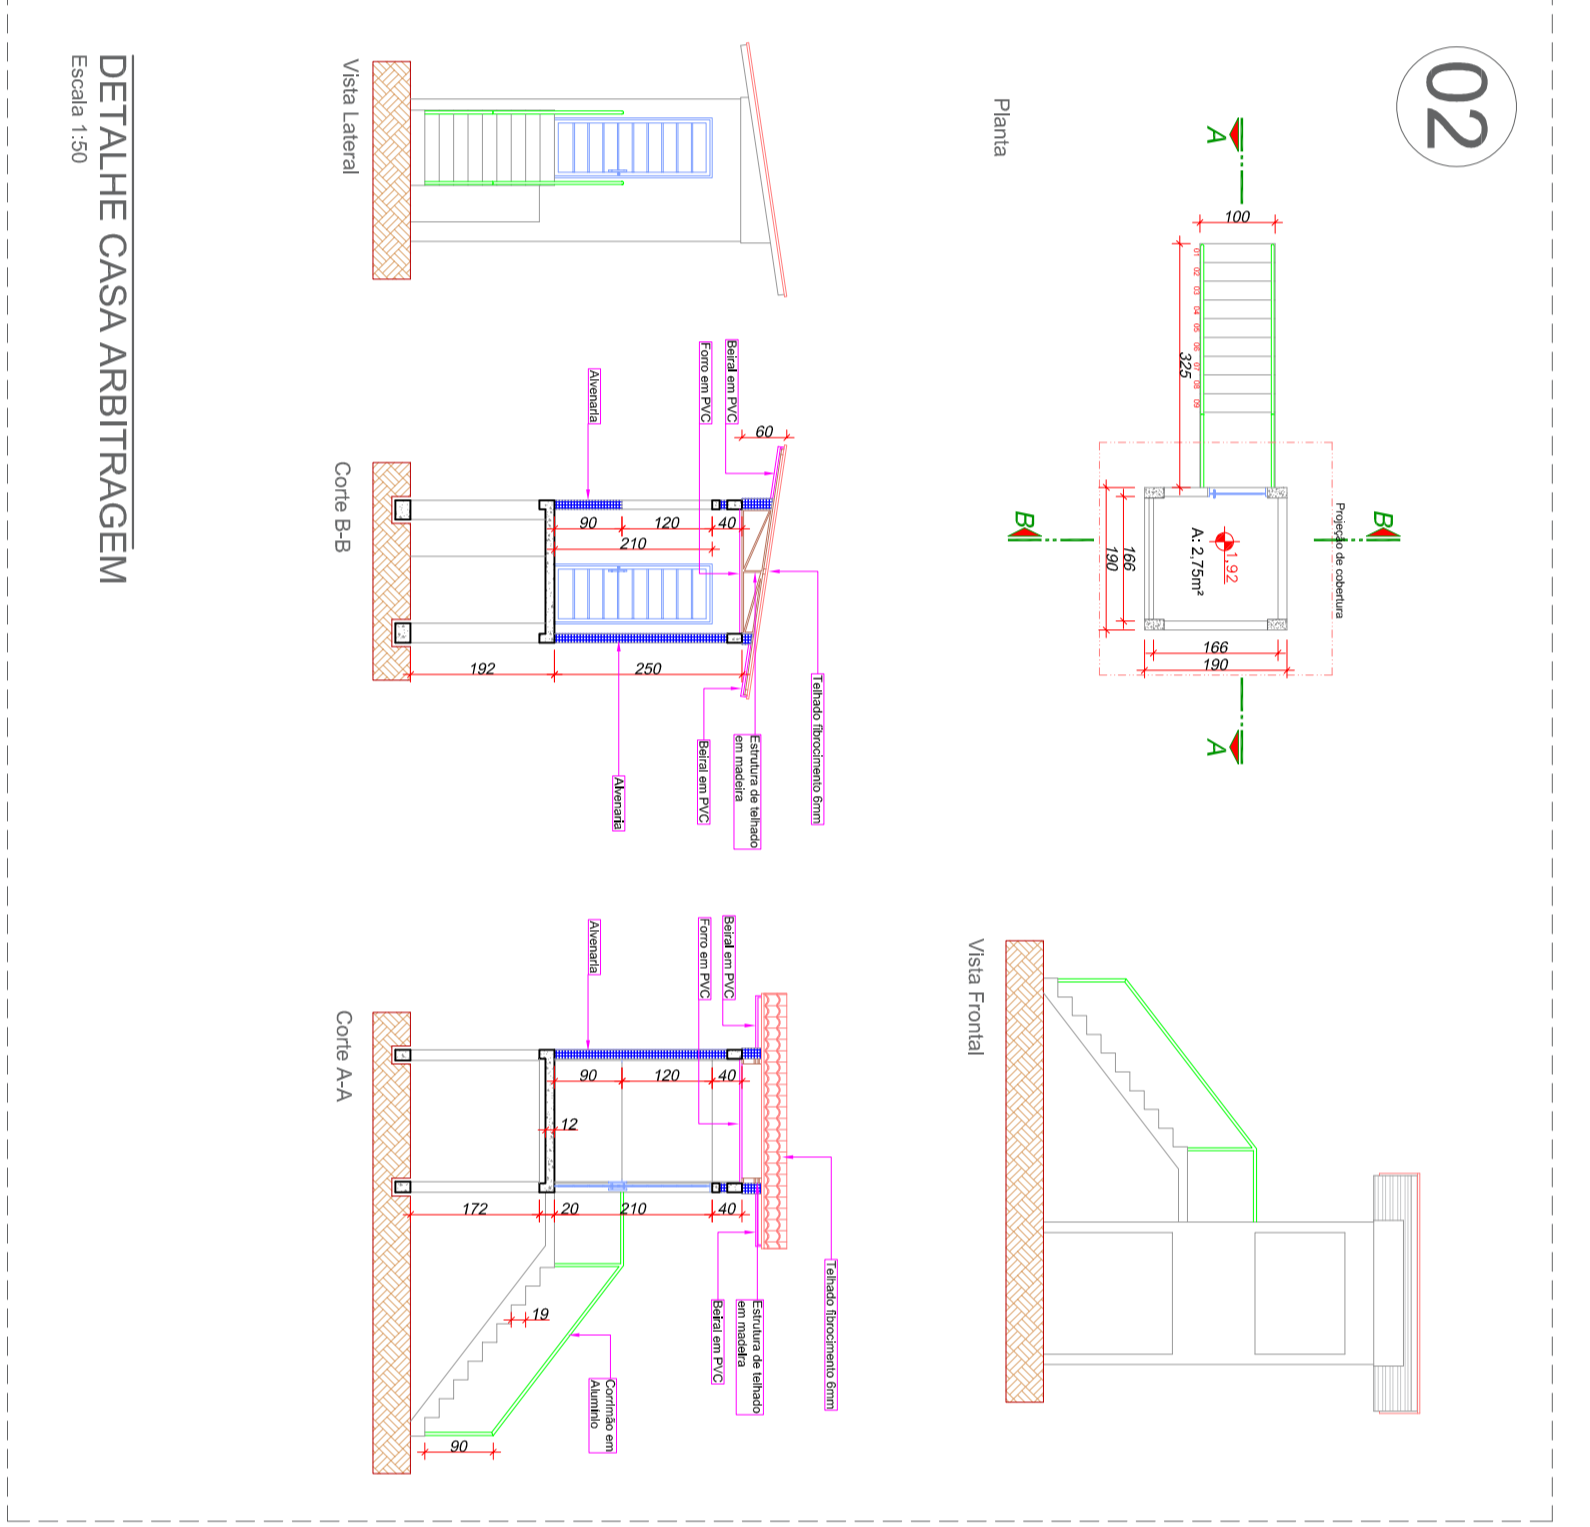 02
Planta
A
A
B
B
100
325
01
02
03
04
05
06
07
08
09
Projeção de cobertura
1,92
A: 2,75m²
166
190
166
190
Vista Frontal
Vista Lateral
Corte B-B
Beiral em PVC
Forro em PVC
Alvenaria
60
90
120
40
210
192
250
Telhado fibrocimento 6mm
Estrutura de telhado
em madeira
Beiral em PVC
Alvenaria
Corte A-A
Beiral em PVC
Forro em PVC
Alvenaria
90
120
40
12
172
20
210
40
19
90
Telhado fibrocimento 6mm
Estrutura de telhado
em madeira
Beiral em PVC
Corrimão em
Alumínio
DETALHE CASA ARBITRAGEM
Escala 1:50